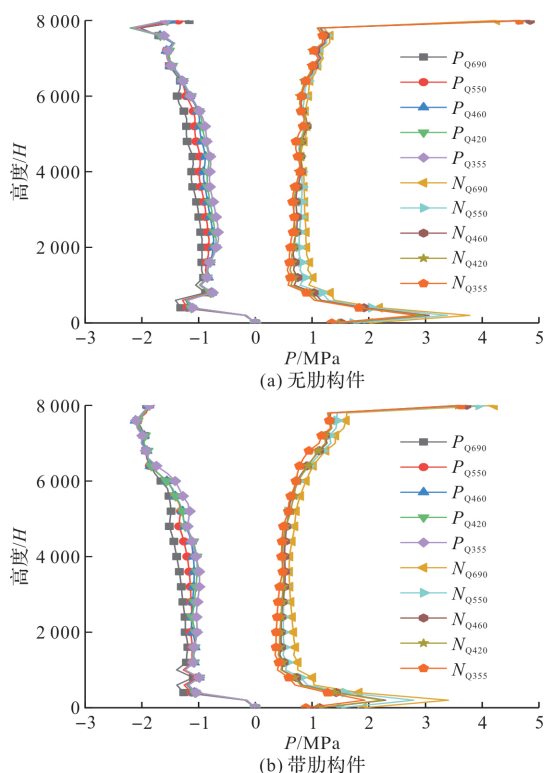 8 000
6 000
4 000
2 000
0
高度/H
P_Q690
P_Q550
P_Q460
P_Q420
P_Q355
N_Q690
N_Q550
N_Q460
N_Q420
N_Q355
−3 −2 −1 0 1 2 3 4 5
P/MPa
(a) 无肋构件
8 000
6 000
4 000
2 000
0
高度/H
P_Q690
P_Q550
P_Q460
P_Q420
P_Q355
N_Q690
N_Q550
N_Q460
N_Q420
N_Q355
−3 −2 −1 0 1 2 3 4 5
P/MPa
(b) 带肋构件